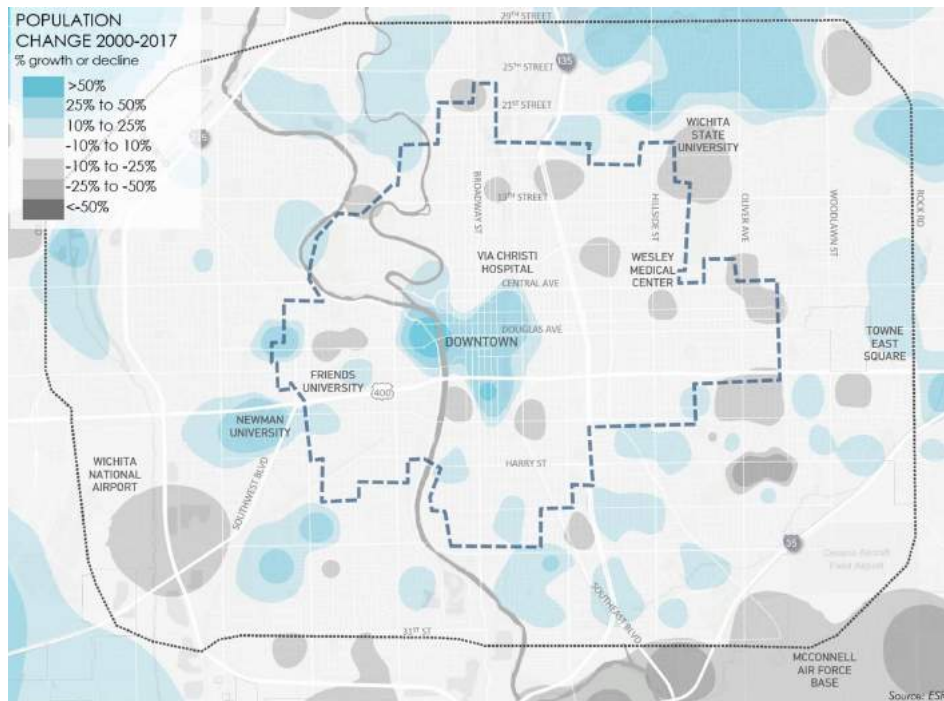 POPULATION
CHANGE 2000-2017
% growth or decline
>50%
25% to 50%
10% to 25%
-10% to 10%
-10% to -25%
-25% to -50%
<-50%
29TH STREET
135
25TH STREET
21ST STREET
WICHITA
STATE
UNIVERSITY
13TH STREET
BROADWAY ST
HILLSIDE ST
OLIVER AVE
WOODLAWN ST
ROCK RD
VIA CHRISTI
HOSPITAL
WESLEY
MEDICAL
CENTER
CENTRAL AVE
DOUGLAS AVE
DOWNTOWN
TOWNE
EAST
SQUARE
FRIENDS
UNIVERSITY
400
NEWMAN
UNIVERSITY
HARRY ST
WICHITA
NATIONAL
AIRPORT
SOUTHWEST BLVD
SOUTHEAST BLVD
31ST ST
MCCONNELL
AIR FORCE
BASE